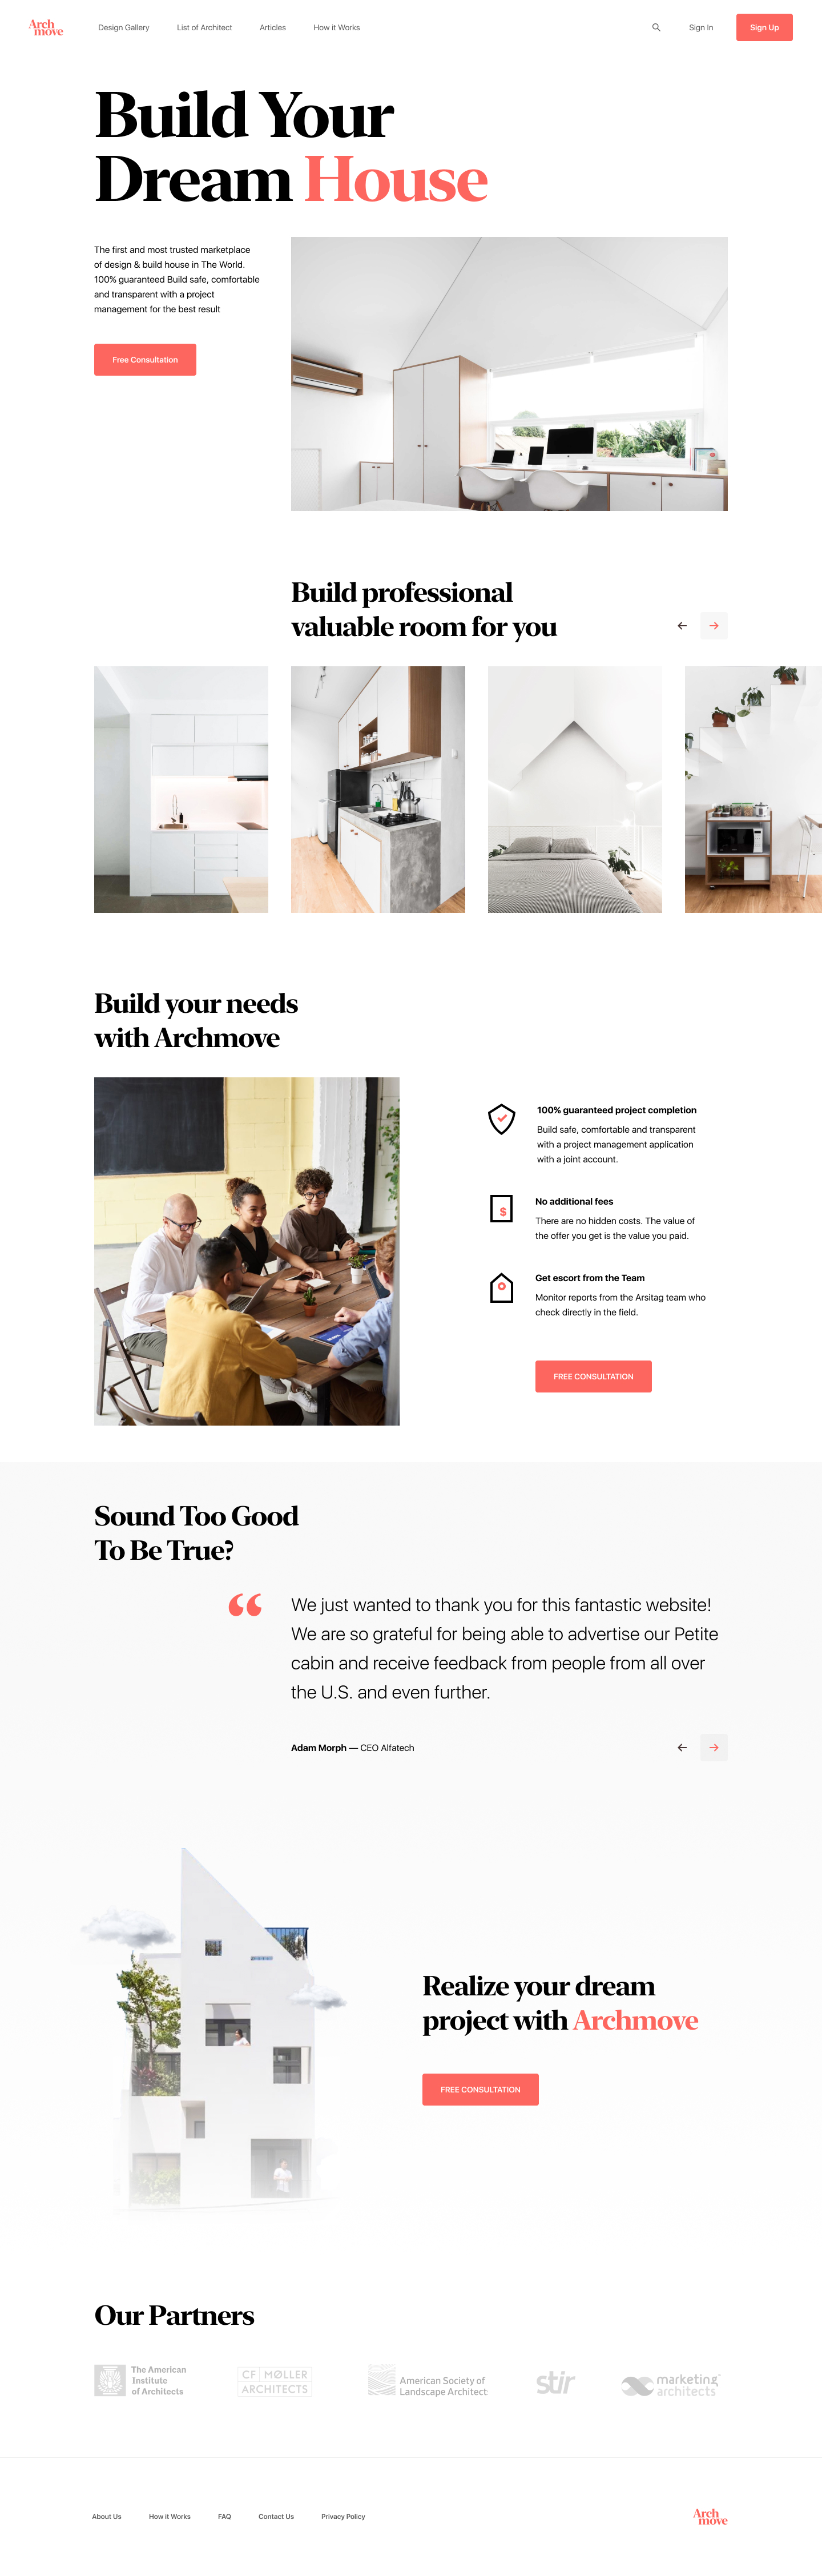 Arch
move
Design Gallery
List of Architect
Articles
How it Works
Sign In
Sign Up
Build Your
Dream House
The first and most trusted marketplace
of design & build house in The World.
100% guaranteed Build safe, comfortable
and transparent with a project
management for the best result
Free Consultation
Build professional
valuable room for you
Build your needs
with Archmove
100% guaranteed project completion
Build safe, comfortable and transparent
with a project management application
with a joint account.
$
No additional fees
There are no hidden costs. The value of
the offer you get is the value you paid.
Get escort from the Team
Monitor reports from the Arsitag team who
check directly in the field.
FREE CONSULTATION
Sound Too Good
To Be True?
“
We just wanted to thank you for this fantastic website!
We are so grateful for being able to advertise our Petite
cabin and receive feedback from people from all over
the U.S. and even further.
Adam Morph — CEO Alfatech
Realize your dream
project with Archmove
FREE CONSULTATION
Our Partners
The American
Institute
of Architects
CF MØLLER
ARCHITECTS
American Society of
Landscape Architect
stir
marketing
architects
About Us
How it Works
FAQ
Contact Us
Privacy Policy
Arch
move